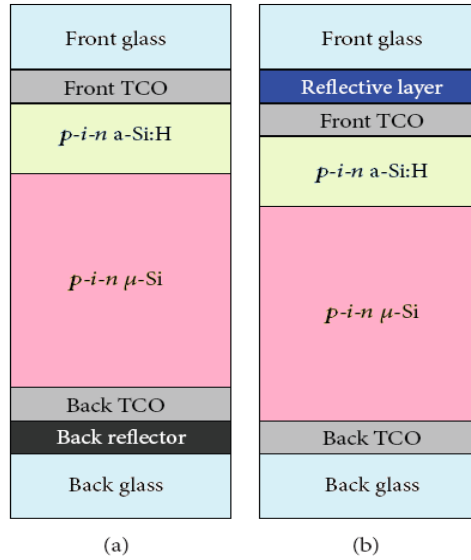 Front glass
Front TCO
p-i-n a-Si:H
p-i-n μ-Si
Back TCO
Back reflector
Back glass
(a)
Front glass
Reflective layer
Front TCO
p-i-n a-Si:H
p-i-n μ-Si
Back TCO
Back glass
(b)